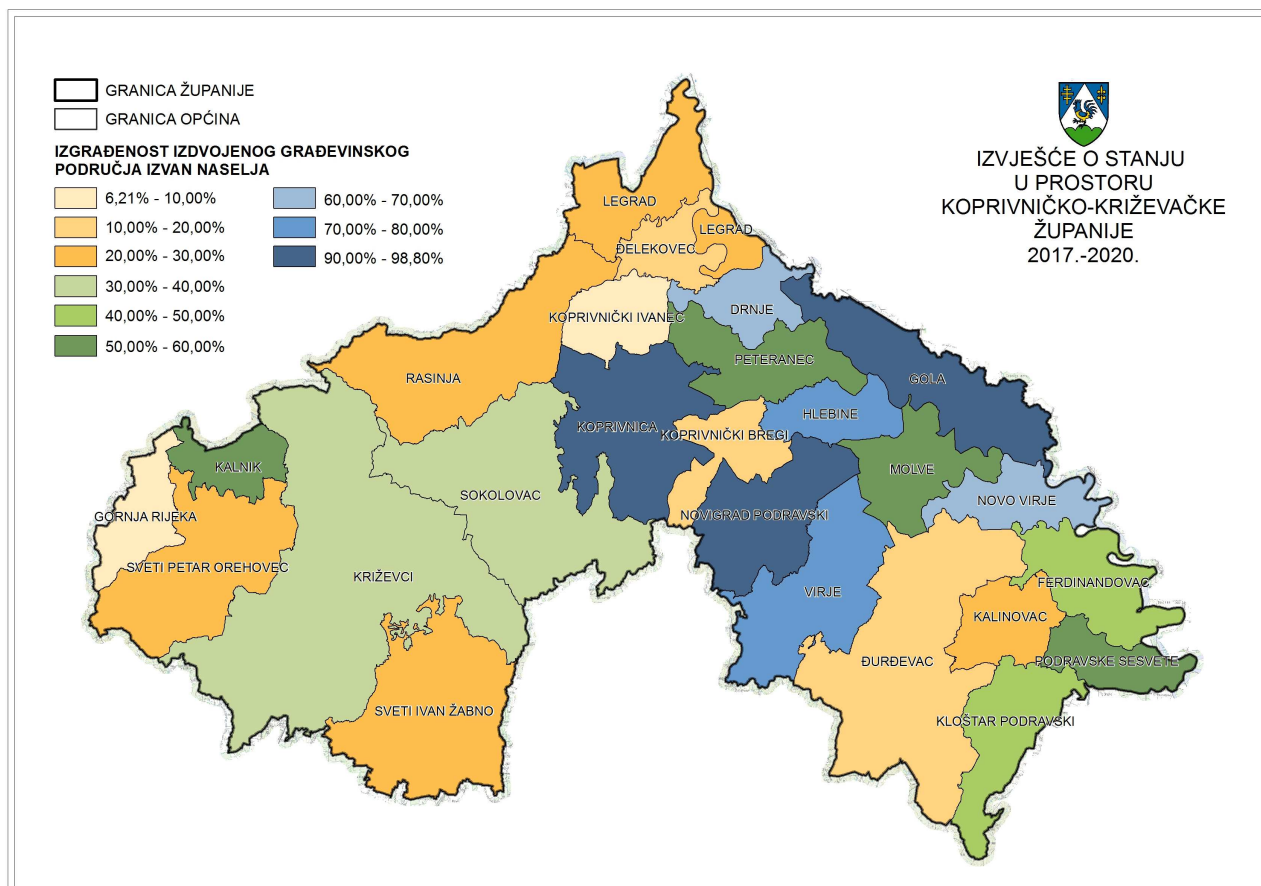 GRANICA ŽUPANIJE
GRANICA OPĆINA
IZGRAĐENOST IZDVOJENOG GRAĐEVINSKOG
PODRUČJA IZVAN NASELJA
6,21% - 10,00%
10,00% - 20,00%
20,00% - 30,00%
30,00% - 40,00%
40,00% - 50,00%
50,00% - 60,00%
60,00% - 70,00%
70,00% - 80,00%
90,00% - 98,80%
IZVJEŠĆE O STANJU
U PROSTORU
KOPRIVNIČKO-KRIŽEVAČKE
ŽUPANIJE
2017.-2020.
LEGRAD
LEGRAD
ĐELEKOVEC
DRNJE
KOPRIVNIČKI IVANEC
PETERANEC
RASINJA
GOLA
HLEBINE
KOPRIVNICA
KOPRIVNIČKI BREGI
KALNIK
MOLVE
SOKOLOVAC
NOVO VIRJE
GORNJA RIJEKA
NOVIGRAD PODRAVSKI
SVETI PETAR OREHOVEC
KRIŽEVCI
FERDINANDOVAC
VIRJE
KALINOVAC
ĐURĐEVAC
PODRAVSKE SESVETE
SVETI IVAN ŽABNO
KLOŠTAR PODRAVSKI